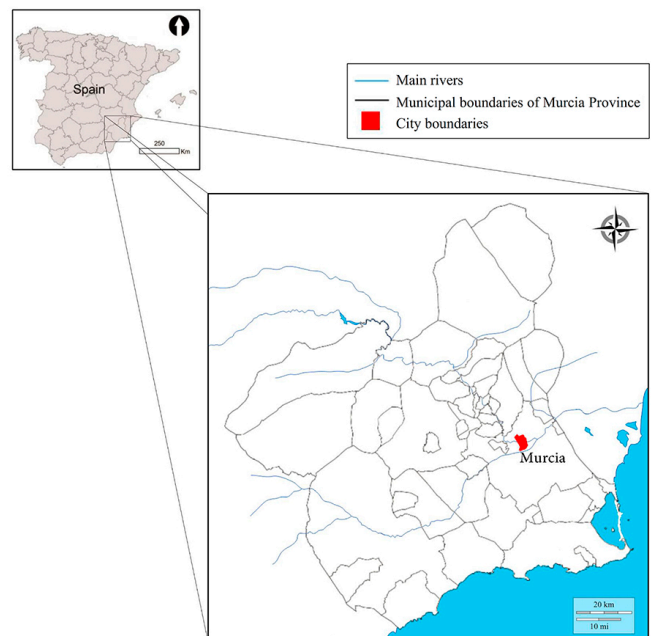 Spain
250
Km
Main rivers
Municipal boundaries of Murcia Province
City boundaries
Murcia
20 km
10 mi